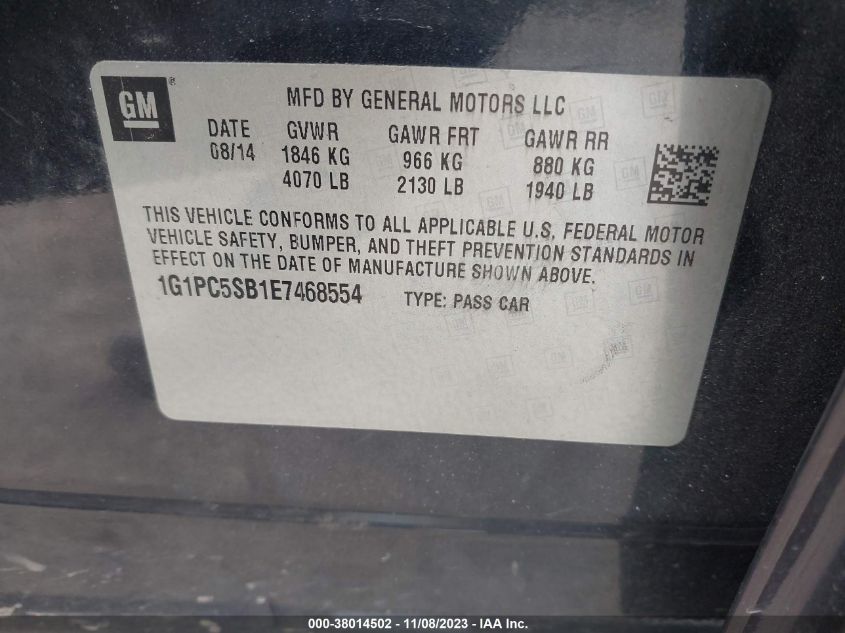 GM
MFD BY GENERAL MOTORS LLC
DATE GVWR GAWR FRT GAWR RR
08/14 1846 KG 966 KG 880 KG
4070 LB 2130 LB 1940 LB
THIS VEHICLE CONFORMS TO ALL APPLICABLE U.S. FEDERAL MOTOR
VEHICLE SAFETY, BUMPER, AND THEFT PREVENTION STANDARDS IN
EFFECT ON THE DATE OF MANUFACTURE SHOWN ABOVE.
1G1PC5SB1E7468554 TYPE: PASS CAR
000-38014502 - 11/08/2023 - IAA Inc.